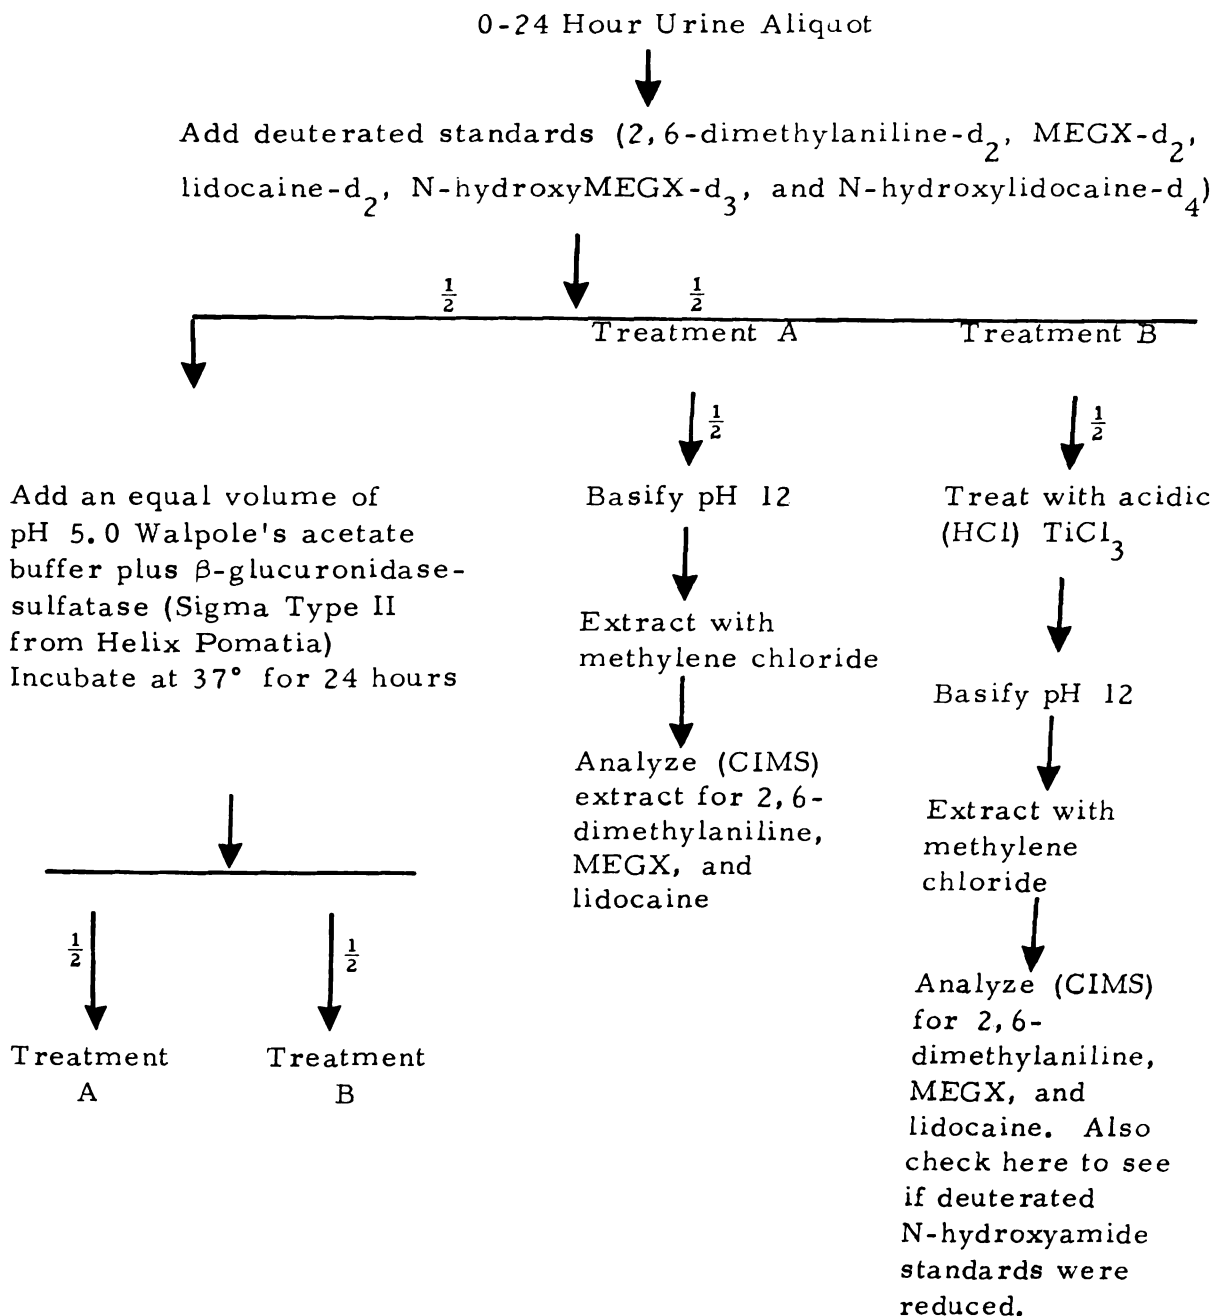 0-24 Hour Urine Aliquot
Add deuterated standards (2,6-dimethylaniline-d2, MEGX-d2,
lidocaine-d2, N-hydroxyMEGX-d3, and N-hydroxylidocaine-d4)
1/2
1/2
Treatment A
Treatment B
1/2
1/2
Add an equal volume of
pH 5.0 Walpole's acetate
buffer plus β-glucuronidase-
sulfatase (Sigma Type II
from Helix Pomatia)
Incubate at 37° for 24 hours
1/2
1/2
Treatment
A
Treatment
B
Basify pH 12
Extract with
methylene chloride
Analyze (CIMS)
extract for 2,6-
dimethylaniline,
MEGX, and
lidocaine
Treat with acidic
(HCl) TiCl3
Basify pH 12
Extract with
methylene
chloride
Analyze (CIMS)
for 2,6-
dimethylaniline,
MEGX, and
lidocaine. Also
check here to see
if deuterated
N-hydroxyamide
standards were
reduced.